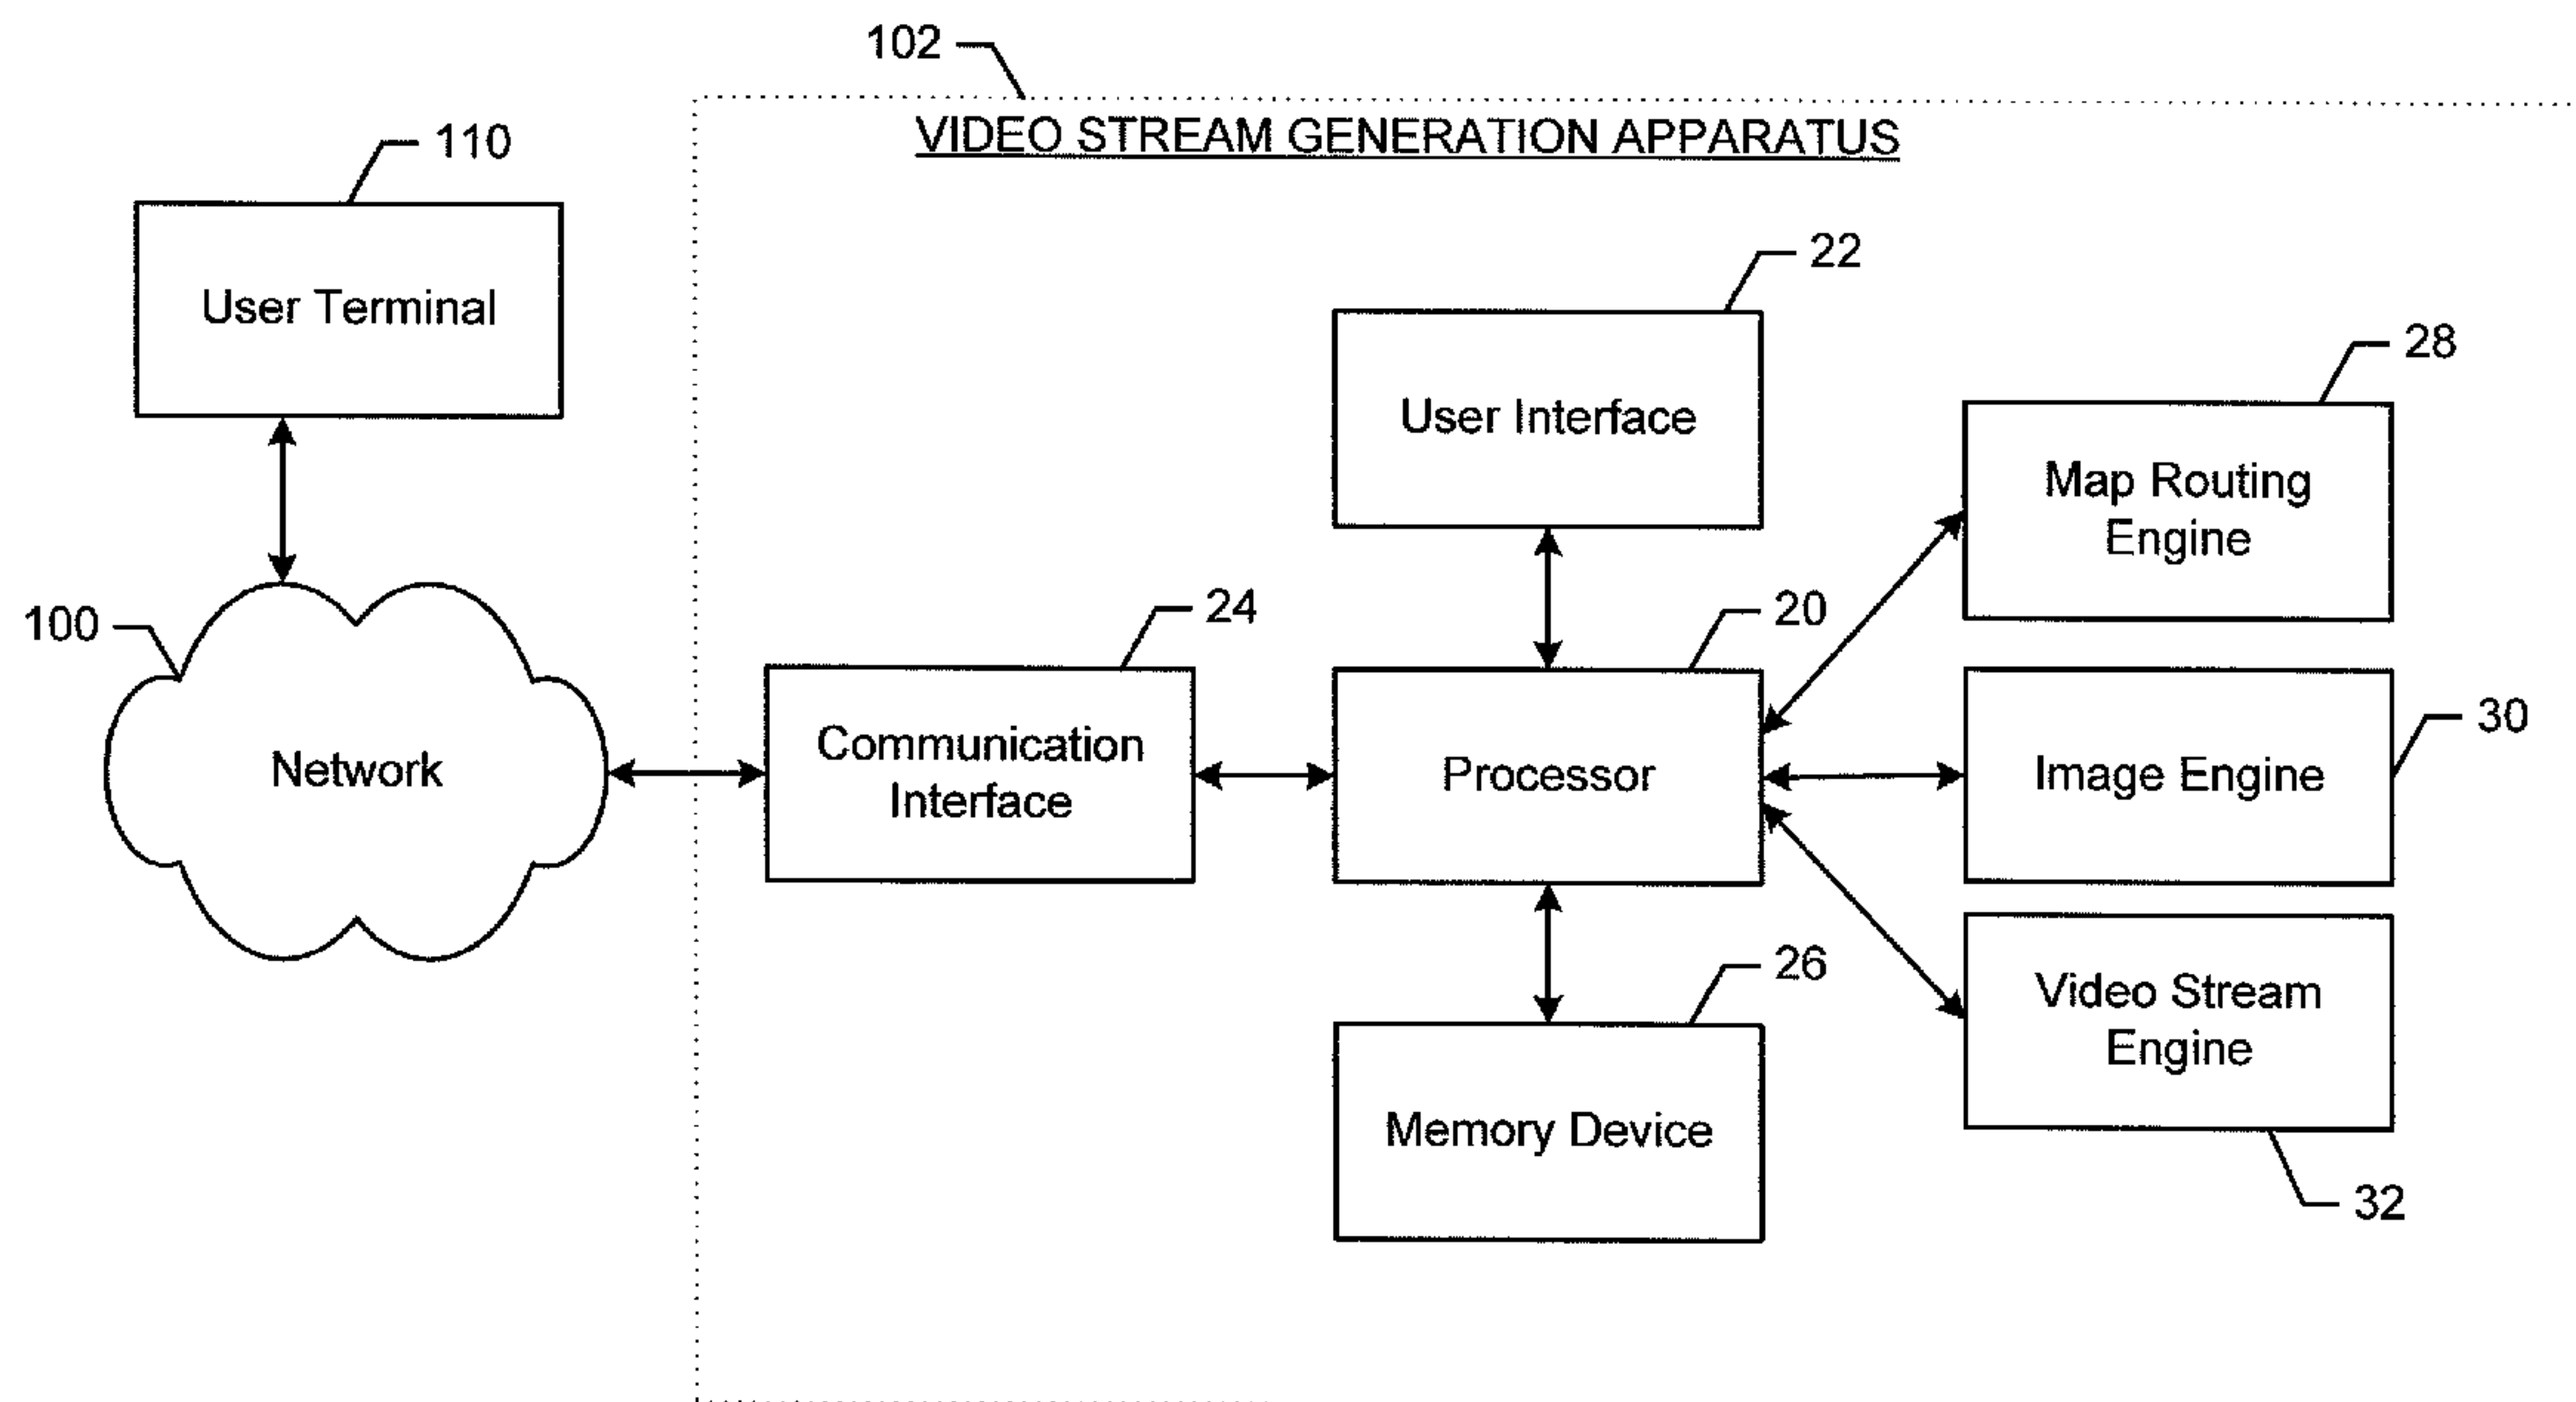 102
VIDEO STREAM GENERATION APPARATUS
110
User Terminal
22
User Interface
28
Map Routing
Engine
100
Network
24
Communication
Interface
20
Processor
30
Image Engine
26
Memory Device
Video Stream
Engine
32